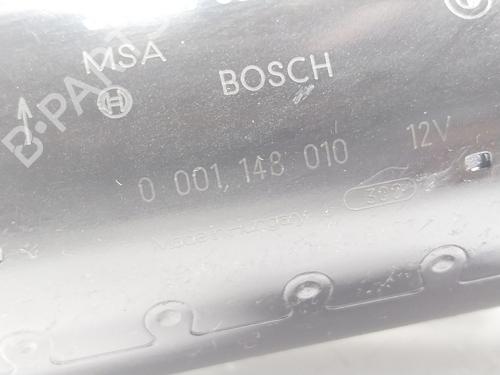 MSA
BOSCH
0 001 148 010 12V
Made in Hungary
B-PARTS